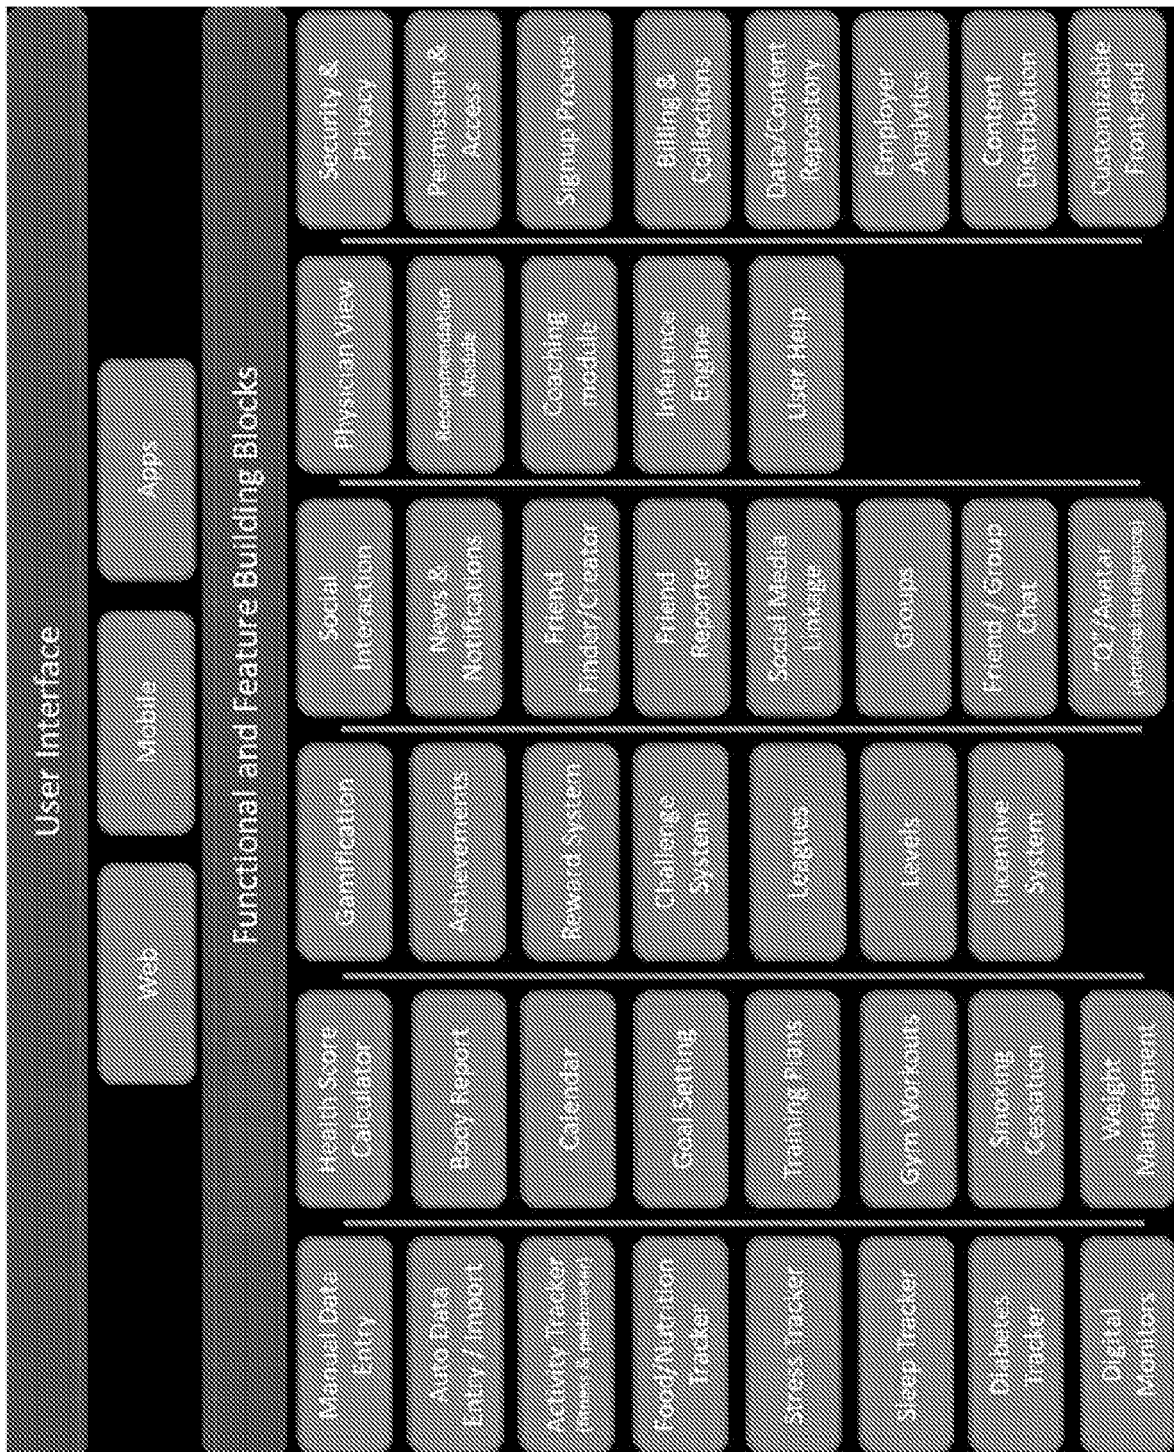 User Interface
Web
Mobile
Apps
Functional and Feature Building Blocks
Manual Data
Entry
Auto Data
Entry / Import
Activity Tracker
Food/Nutrition
Tracker
Stress Tracker
Sleep Tracker
Diabetes
Tracker
Digital
Monitors
Health Score
Calculator
Body Report
Calendar
Goal Setting
Training Plans
Gym Workouts
Smoking
Cessation
Weight
Management
Gamification
Achievements
Reward System
Challenge
System
Leagues
Levels
Incentive
System
Social
Interaction
News &
Notifications
Friend
Finder/Creator
Friend
Reporter
Social Media
Linkage
Groups
Friend / Group
Chat
"Q"/Avatar
Physician View
Recommendation
Module
Coaching
module
Inference
Engine
User Help
Security &
Privacy
Permission &
Access
Signup Process
Billing &
Collections
Data/Content
Repository
Employer
Analytics
Content
Distribution
Customizable
Front-end